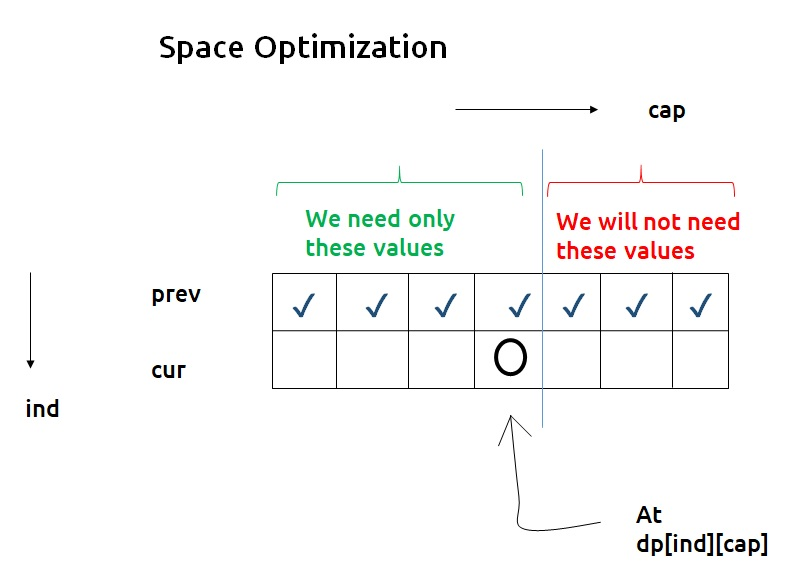 Space Optimization
cap
We need only
these values
We will not need
these values
prev
cur
ind
At
dp[ind][cap]